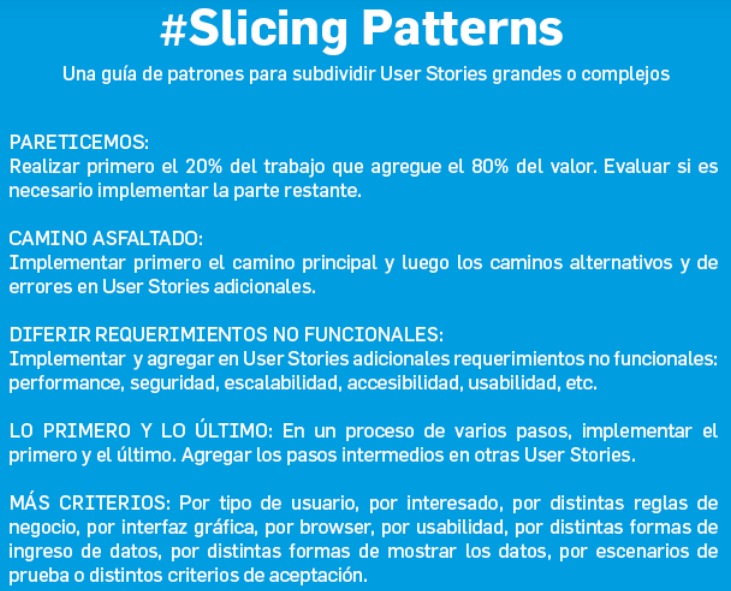 #Slicing Patterns
Una guía de patrones para subdividir User Stories grandes o complejos
PARETICEMOS:
Realizar primero el 20% del trabajo que agregue el 80% del valor. Evaluar si es
necesario implementar la parte restante.
CAMINO ASFALTADO:
Implementar primero el camino principal y luego los caminos alternativos y de
errores en User Stories adicionales.
DIFERIR REQUERIMIENTOS NO FUNCIONALES:
Implementar y agregar en User Stories adicionales requerimientos no funcionales:
performance, seguridad, escalabilidad, accesibilidad, usabilidad, etc.
LO PRIMERO Y LO ÚLTIMO: En un proceso de varios pasos, implementar el
primero y el último. Agregar los pasos intermedios en otras User Stories.
MÁS CRITERIOS: Por tipo de usuario, por interesado, por distintas reglas de
negocio, por interfaz gráfica, por browser, por usabilidad, por distintas formas de
ingreso de datos, por distintas formas de mostrar los datos, por escenarios de
prueba o distintos criterios de aceptación.